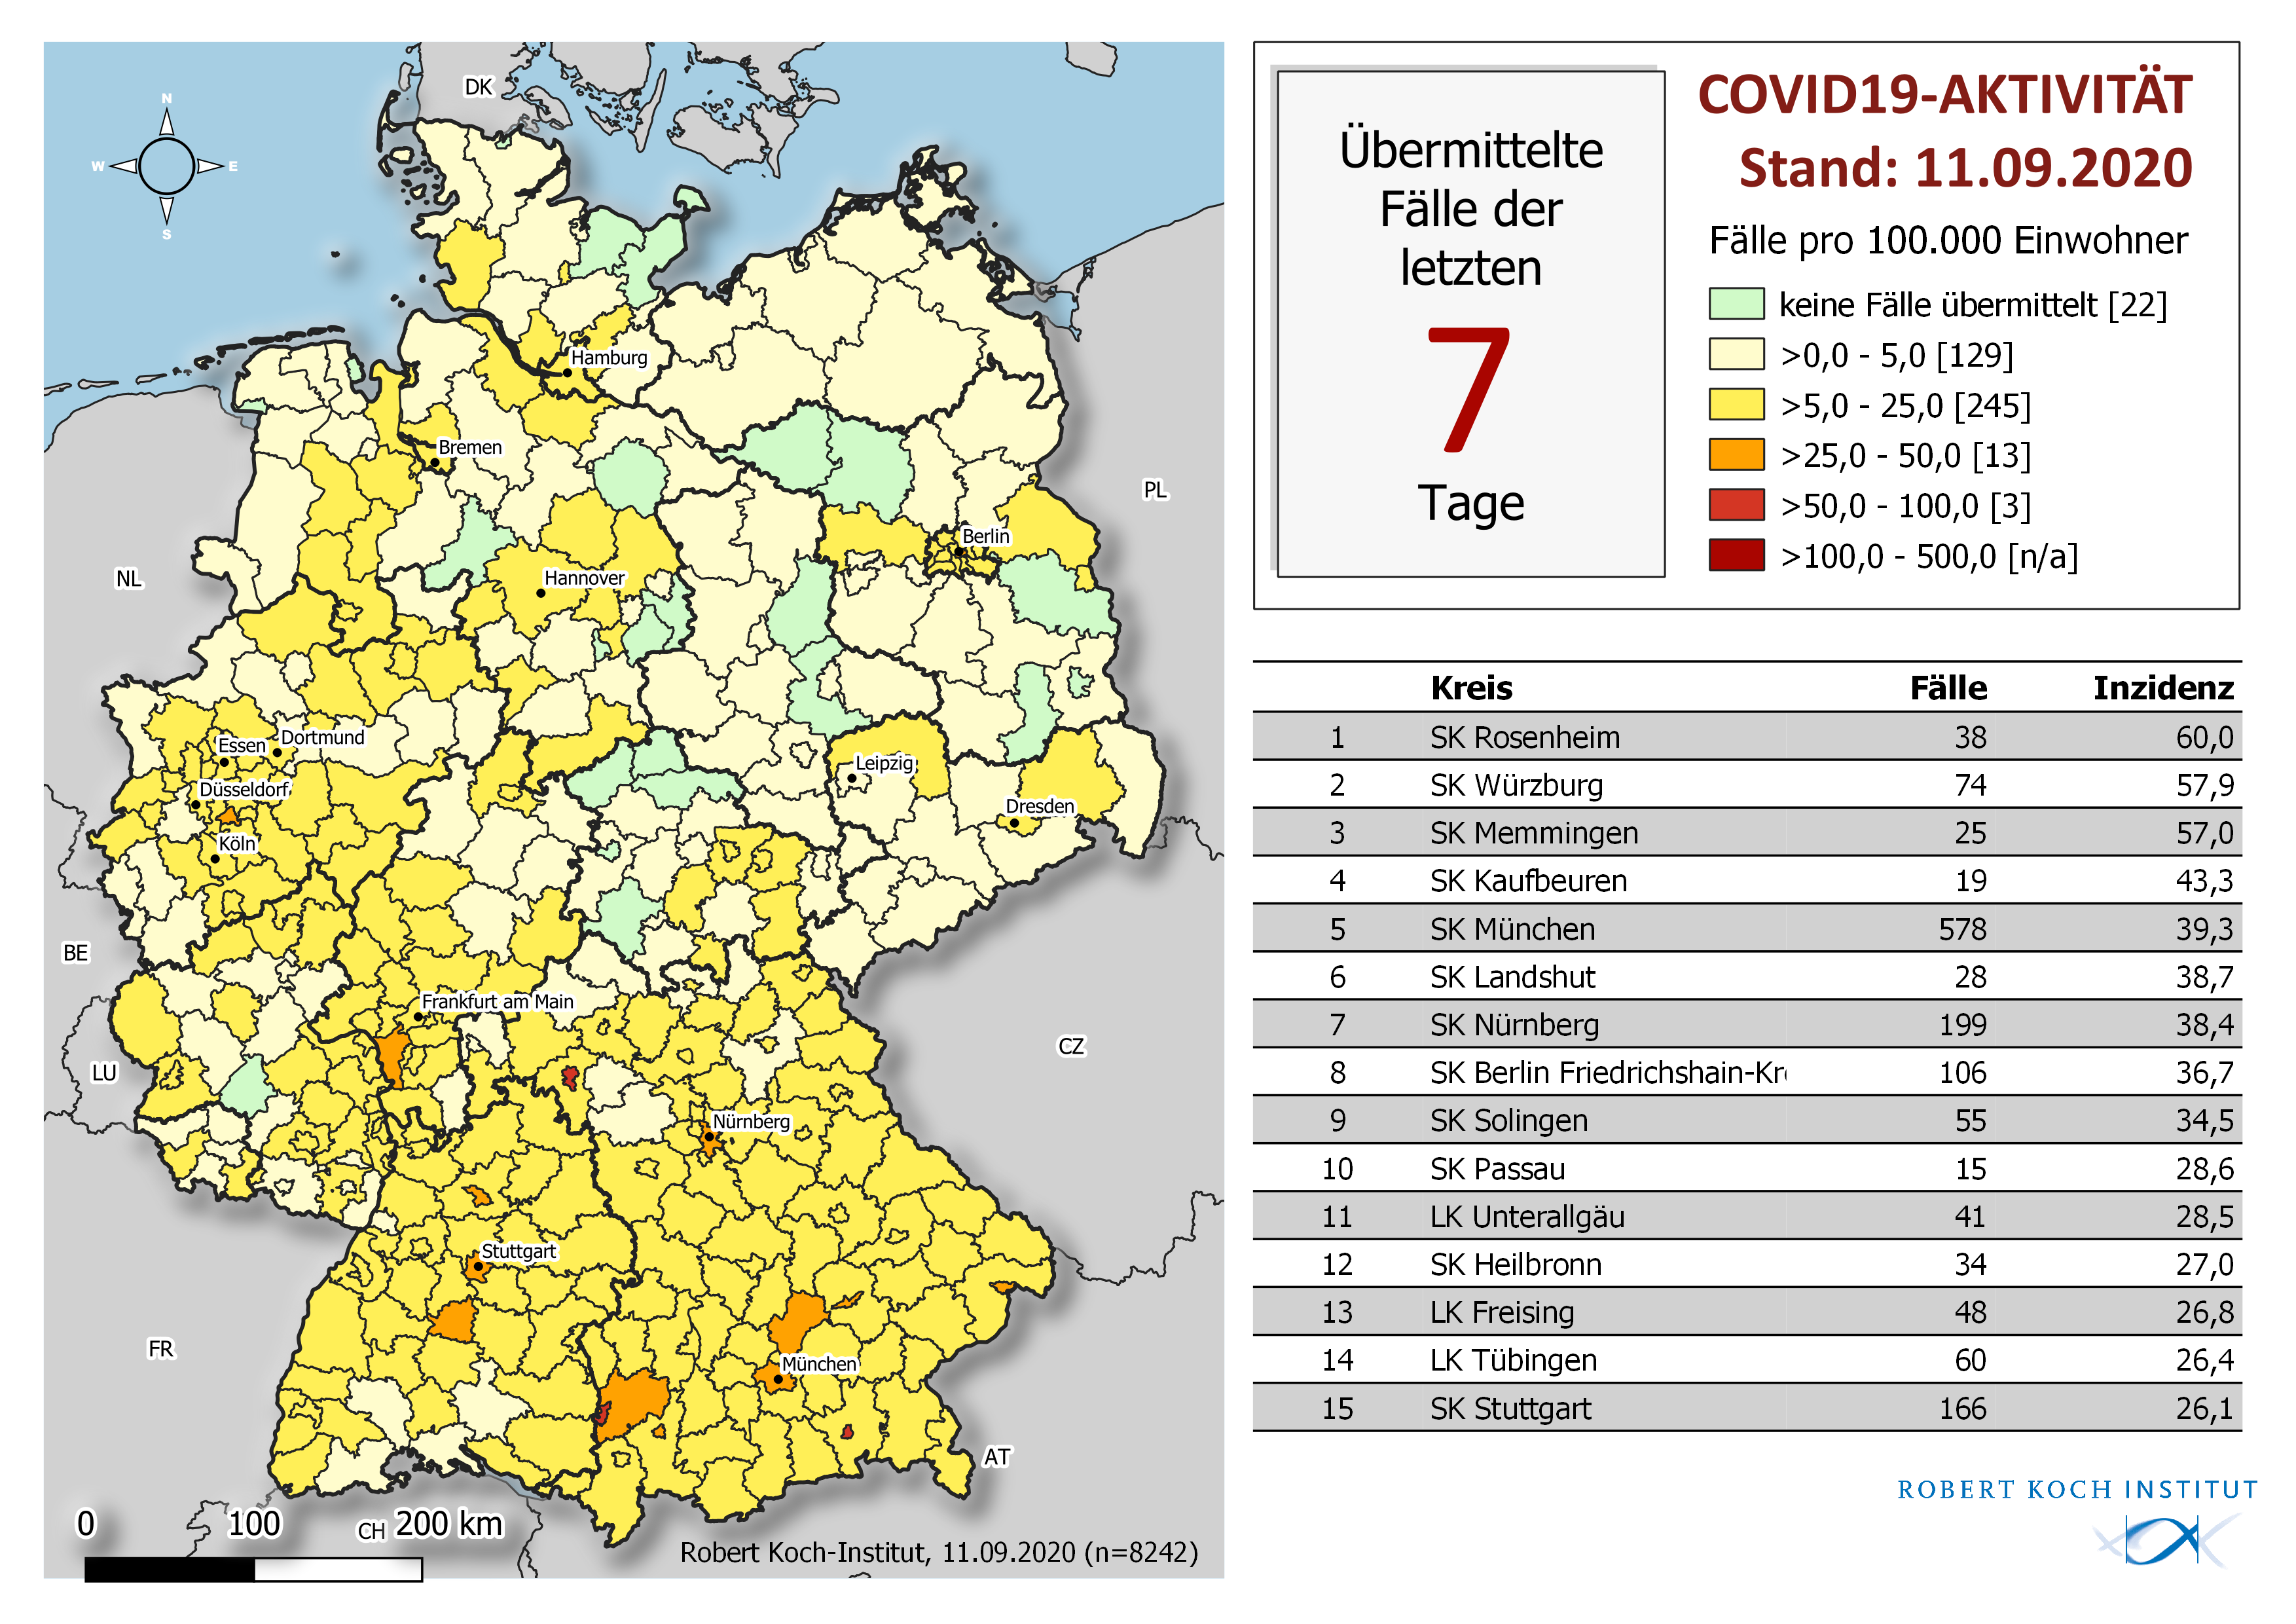 N
W
E
S
DK
Hamburg
Bremen
PL
Berlin
NL
Hannover
Essen
Dortmund
Düsseldorf
Leipzig
Dresden
Köln
BE
Frankfurt am Main
LU
CZ
Nürnberg
Stuttgart
FR
München
AT
0
100
CH
200 km
Robert Koch-Institut, 11.09.2020 (n=8242)
Übermittelte
Fälle der
letzten
7
Tage
COVID19-AKTIVITÄT
Stand: 11.09.2020
Fälle pro 100.000 Einwohner
keine Fälle übermittelt [22]
>0,0 - 5,0 [129]
>5,0 - 25,0 [245]
>25,0 - 50,0 [13]
>50,0 - 100,0 [3]
>100,0 - 500,0 [n/a]
Kreis Fälle Inzidenz
1 SK Rosenheim 38 60,0
2 SK Würzburg 74 57,9
3 SK Memmingen 25 57,0
4 SK Kaufbeuren 19 43,3
5 SK München 578 39,3
6 SK Landshut 28 38,7
7 SK Nürnberg 199 38,4
8 SK Berlin Friedrichshain-Kre 106 36,7
9 SK Solingen 55 34,5
10 SK Passau 15 28,6
11 LK Unterallgäu 41 28,5
12 SK Heilbronn 34 27,0
13 LK Freising 48 26,8
14 LK Tübingen 60 26,4
15 SK Stuttgart 166 26,1
ROBERT KOCH INSTITUT